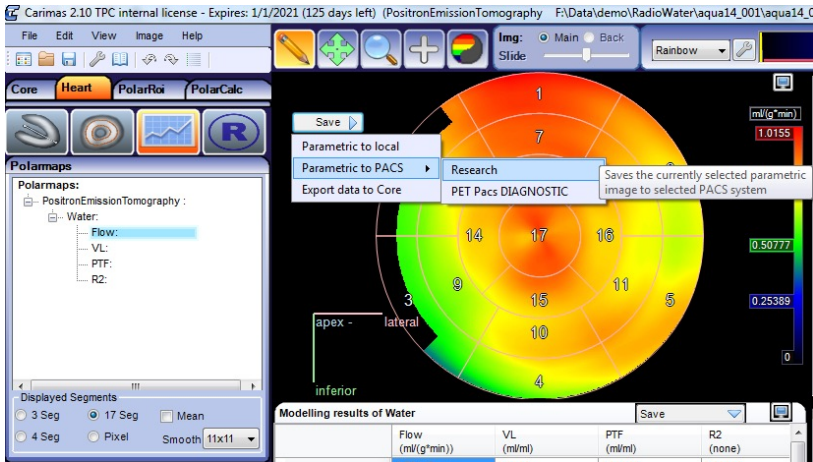 Carimas 2.10 TPC internal license - Expires: 1/1/2021 (125 days left) (PositronEmissionTomography F:\Data\demo\RadioWater\aqua14_001\aqua14_0
File Edit View Image Help
Img: Main Back
Slide
Rainbow
Core Heart PolarRoi PolarCalc
R
Polarmaps
Polarmaps:
PositronEmissionTomography :
Water:
Flow:
VL:
PTF:
R2:
Displayed Segments
3 Seg 17 Seg Mean
4 Seg Pixel Smooth 11x11
Save
Parametric to local
Parametric to PACS
Export data to Core
Research
PET Pacs DIAGNOSTIC
Saves the currently selected parametric
image to selected PACS system
1
7
14 17 16
9 11
3 15 5
10
4
apex - lateral
inferior
ml/(g*min)
1.0155
0.50777
0.25389
0
Modelling results of Water Save
Flow VL PTF R2
(ml/(g*min)) (ml/ml) (ml/ml) (none)